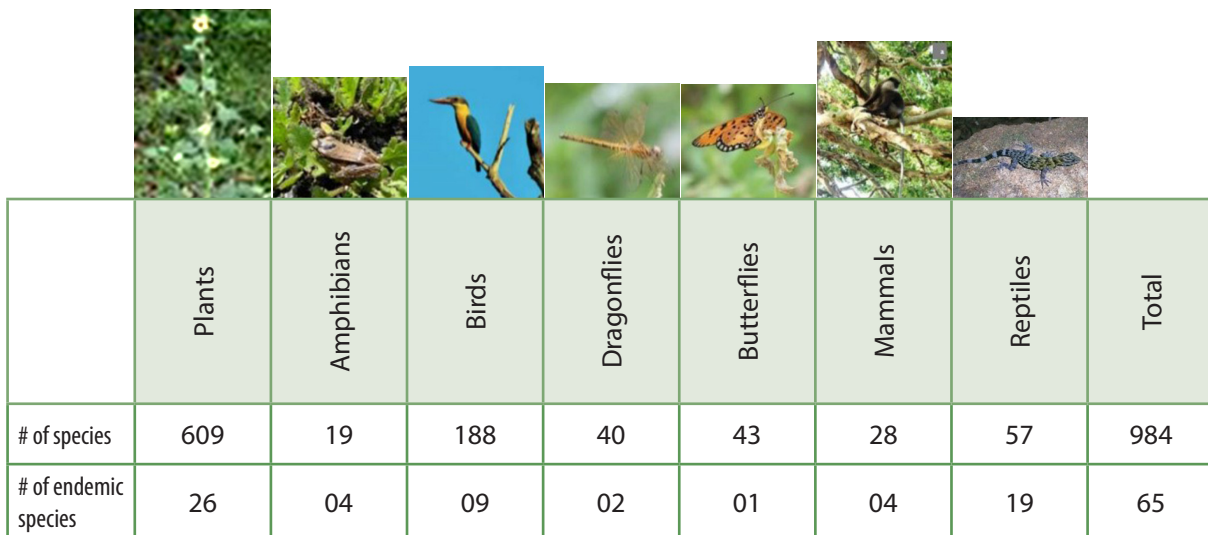 Plants
Amphibians
Birds
Dragonflies
Butterflies
Mammals
Reptiles
Total
# of species 609 19 188 40 43 28 57 984
# of endemic
species 26 04 09 02 01 04 19 65